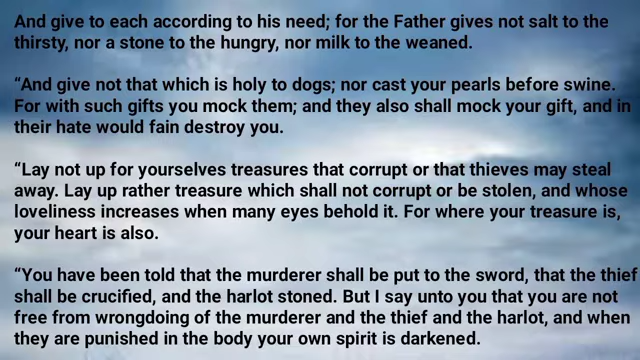 And give to each according to his need; for the Father gives not salt to the
thirsty, nor a stone to the hungry, nor milk to the weaned.
“And give not that which is holy to dogs; nor cast your pearls before swine.
For with such gifts you mock them; and they also shall mock your gift, and in
their hate would fain destroy you.
“Lay not up for yourselves treasures that corrupt or that thieves may steal
away. Lay up rather treasure which shall not corrupt or be stolen, and whose
loveliness increases when many eyes behold it. For where your treasure is,
your heart is also.
“You have been told that the murderer shall be put to the sword, that the thief
shall be crucified, and the harlot stoned. But I say unto you that you are not
free from wrongdoing of the murderer and the thief and the harlot, and when
they are punished in the body your own spirit is darkened.